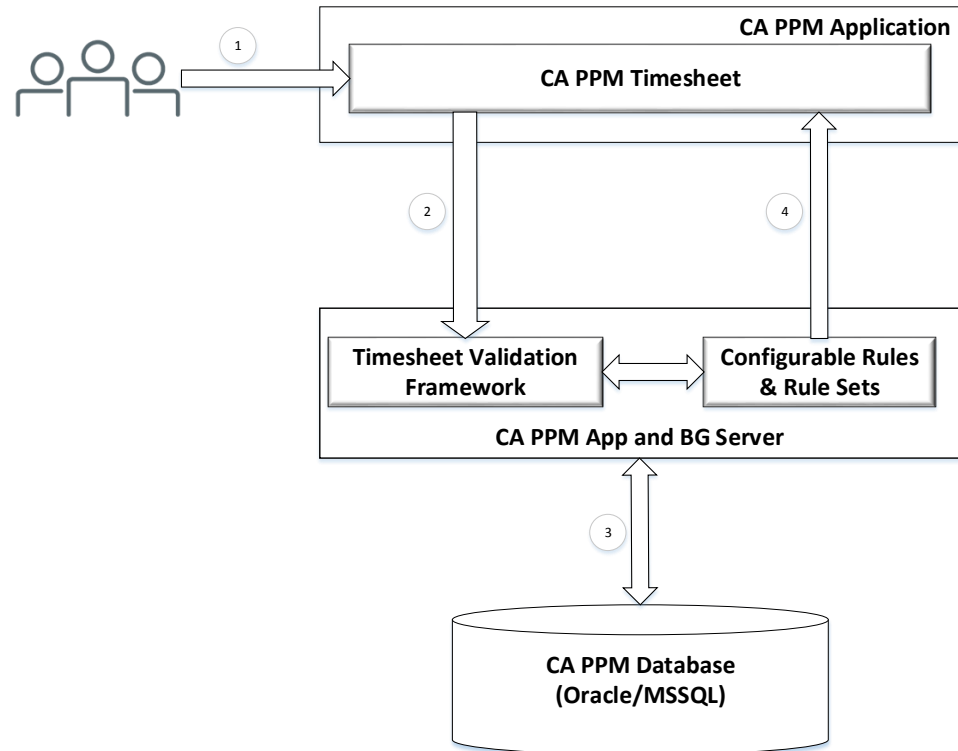 CA PPM Application
1
CA PPM Timesheet
2
4
Timesheet Validation
Framework
Configurable Rules
& Rule Sets
CA PPM App and BG Server
3
CA PPM Database
(Oracle/MSSQL)